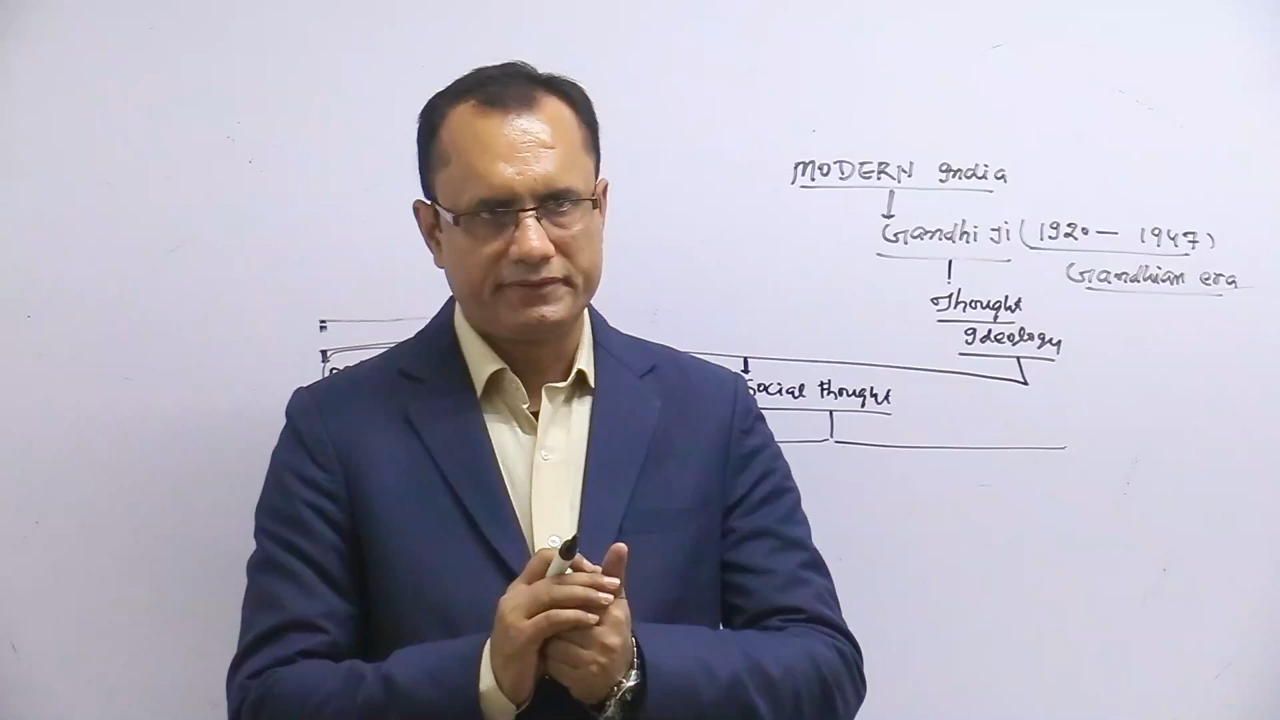 MODERN India
Gandhi Ji (1920 — 1947)
Gandhian era
Thought
Ideology
Social thought